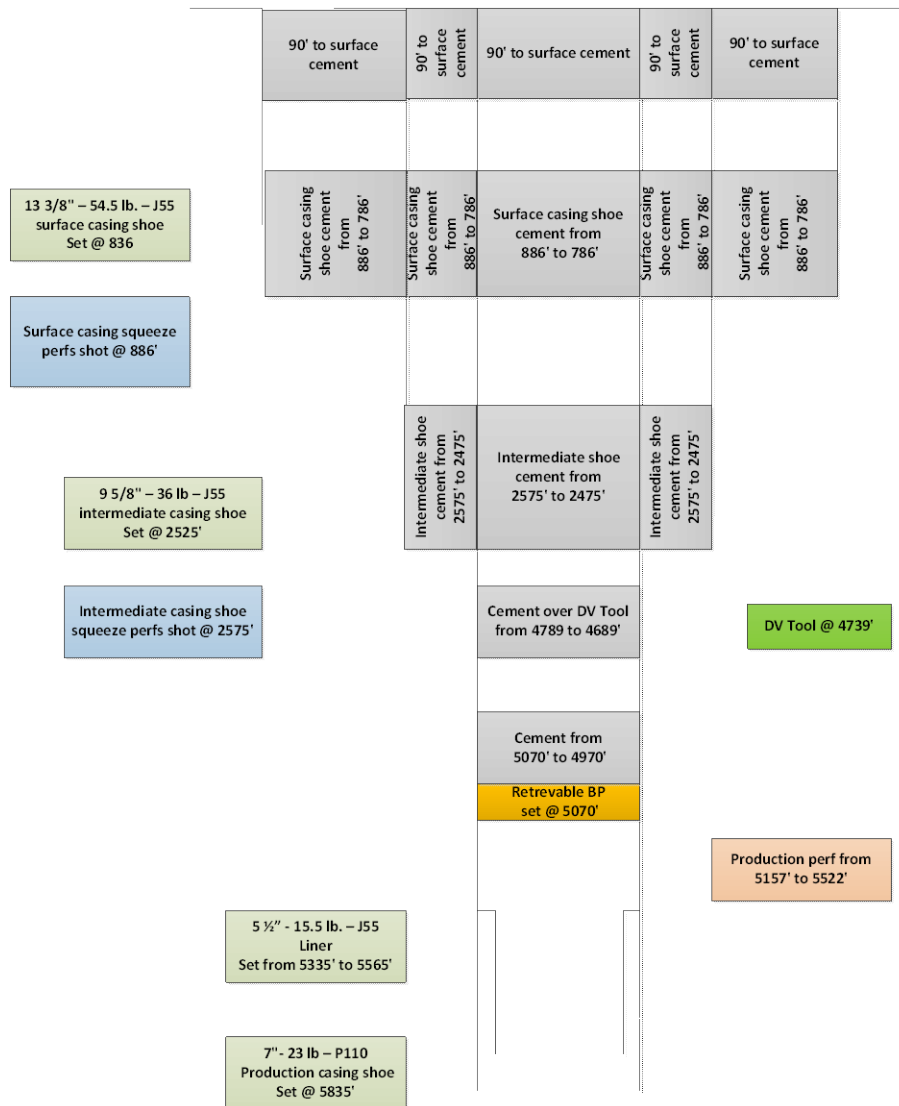 90' to surface
cement
90' to
surface
cement
90' to surface cement
90' to
surface
cement
90' to surface
cement
13 3/8" – 54.5 lb. – J55
surface casing shoe
Set @ 836
Surface casing
shoe cement
from
886' to 786'
Surface casing
shoe cement
from
886' to 786'
Surface casing shoe
cement from
886' to 786'
Surface casing
shoe cement
from
886' to 786'
Surface casing
shoe cement
from
886' to 786'
Surface casing squeeze
perfs shot @ 886'
9 5/8" – 36 lb – J55
intermediate casing shoe
Set @ 2525'
Intermediate shoe
cement from
2575' to 2475'
Intermediate shoe
cement from
2575' to 2475'
Intermediate shoe
cement from
2575' to 2475'
Intermediate casing shoe
squeeze perfs shot @ 2575'
Cement over DV Tool
from 4789 to 4689'
DV Tool @ 4739'
Cement from
5070' to 4970'
Retrevable BP
set @ 5070'
Production perf from
5157' to 5522'
5 ½” - 15.5 lb. – J55
Liner
Set from 5335' to 5565'
7"- 23 lb – P110
Production casing shoe
Set @ 5835'